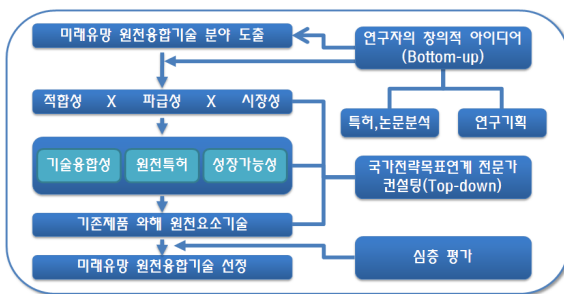 미래유망 원천융합기술 분야 도출
연구자의 창의적 아이디어
(Bottom-up)
적합성 X 파급성 X 시장성
특허,논문분석
연구기획
기술융합성
원천특허
성장가능성
국가전략목표연계 전문가
컨설팅(Top-down)
기존제품 와해 원천요소기술
미래유망 원천융합기술 선정
심층 평가